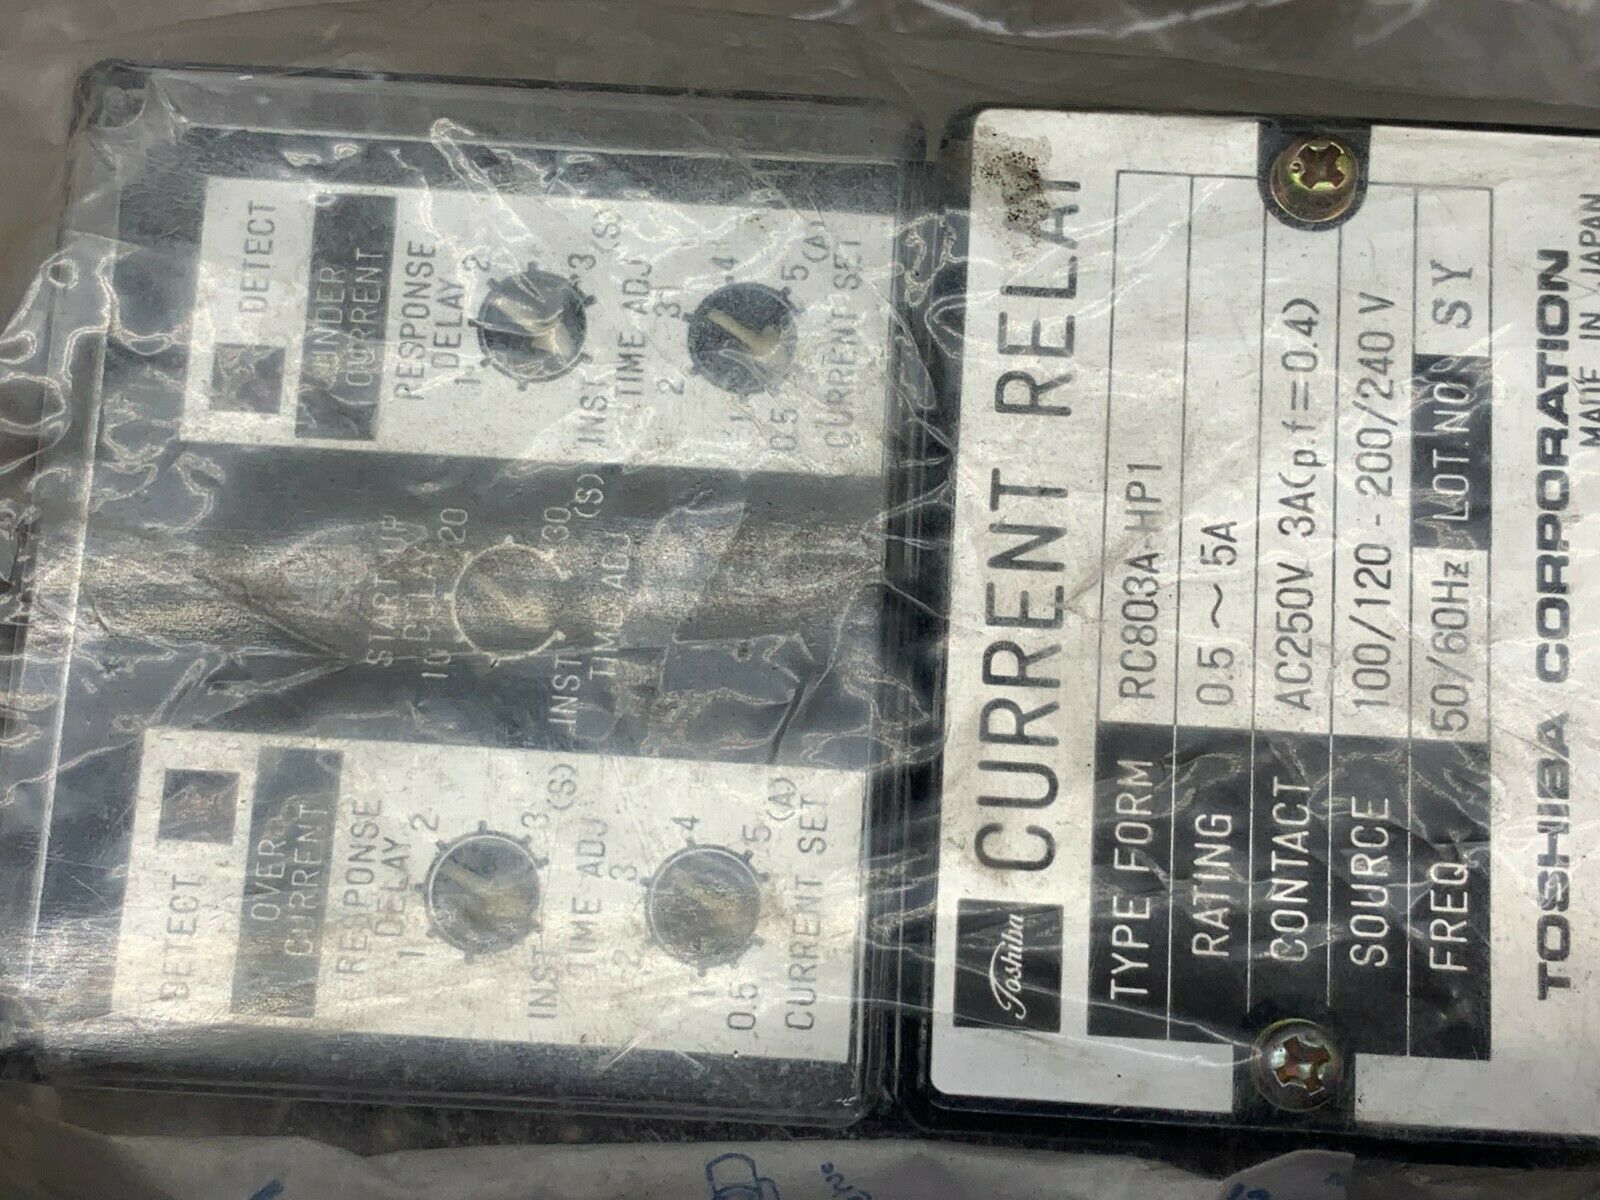 DETECT
OVER
CURRENT
RESPONSE
DELAY
1 2
INST 3 (S)
TIME ADJ
2 3
1 4
0.5 5 (A)
CURRENT SET
START UP
DELAY
10 20
INST 30
TIME ADJ (S)
DETECT
UNDER
CURRENT
RESPONSE
DELAY
1 2
INST 3 (S)
TIME ADJ
2 3
1 4
0.5 5 (A)
CURRENT SET
Toshiba CURRENT RELAY
TYPE FORM RC803A-HP1
RATING 0.5~5A
CONTACT AC250V 3A(p.f=0.4)
SOURCE 100/120-200/240V
FREQ. 50/60Hz LOT.NO SY
TOSHIBA CORPORATION
MADE IN JAPAN